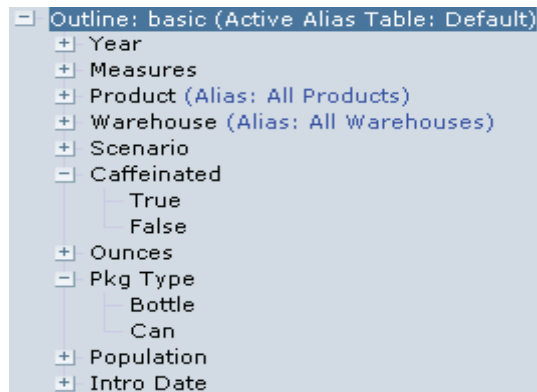 Outline: basic (Active Alias Table: Default)
Year
Measures
Product (Alias: All Products)
Warehouse (Alias: All Warehouses)
Scenario
Caffeinated
True
False
Ounces
Pkg Type
Bottle
Can
Population
Intro Date